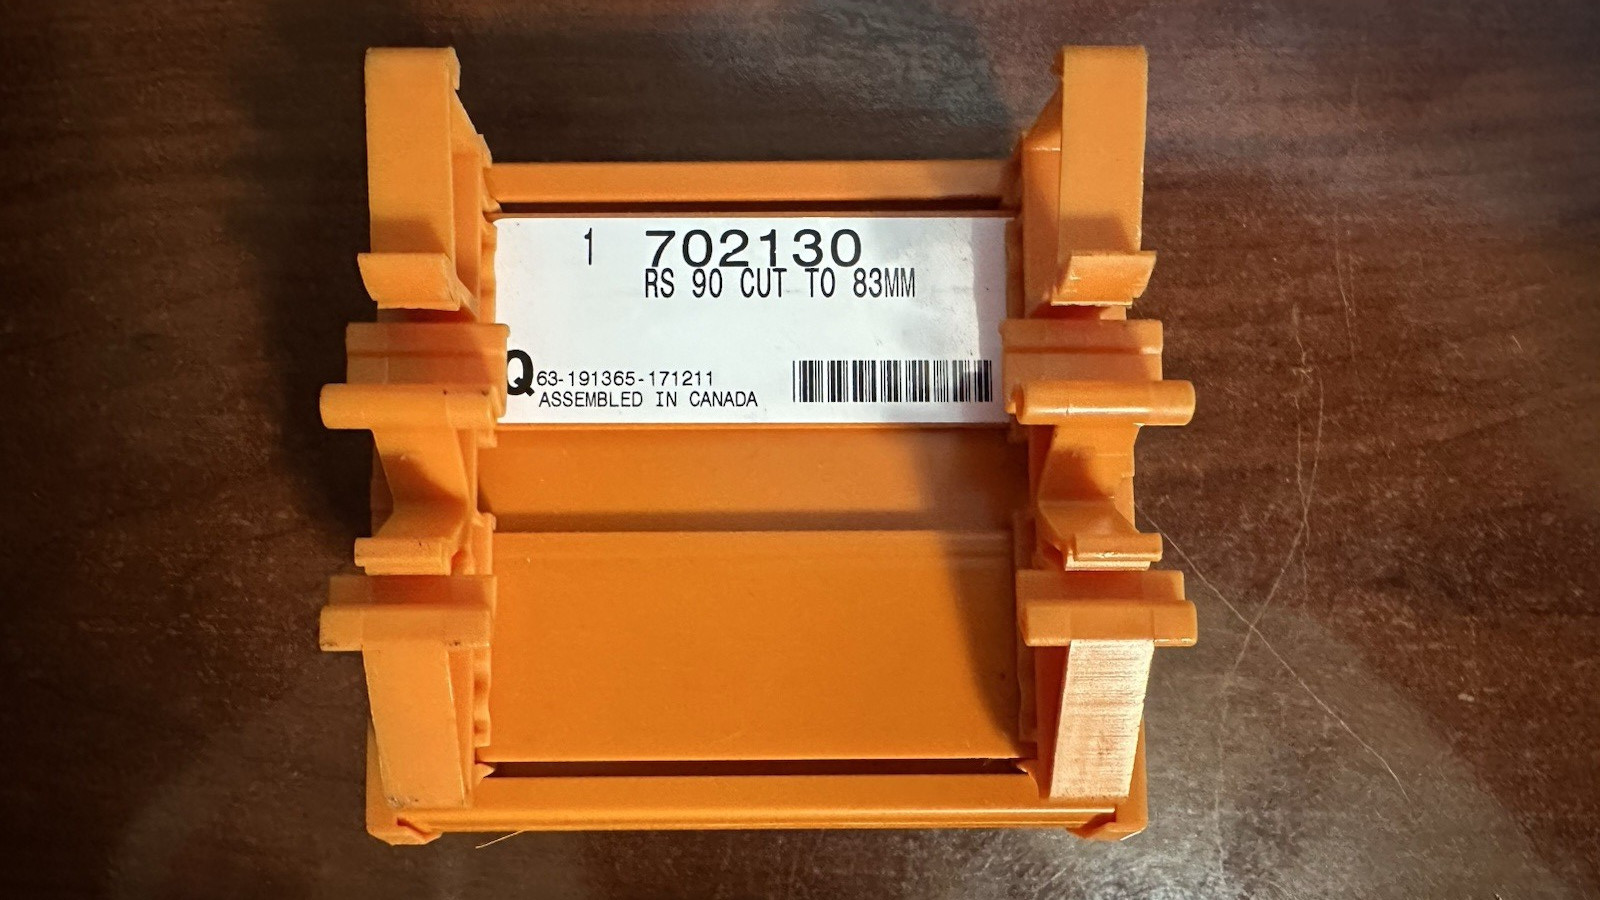 1 702130
RS 90 CUT TO 83MM
Q 63-191365-171211
ASSEMBLED IN CANADA